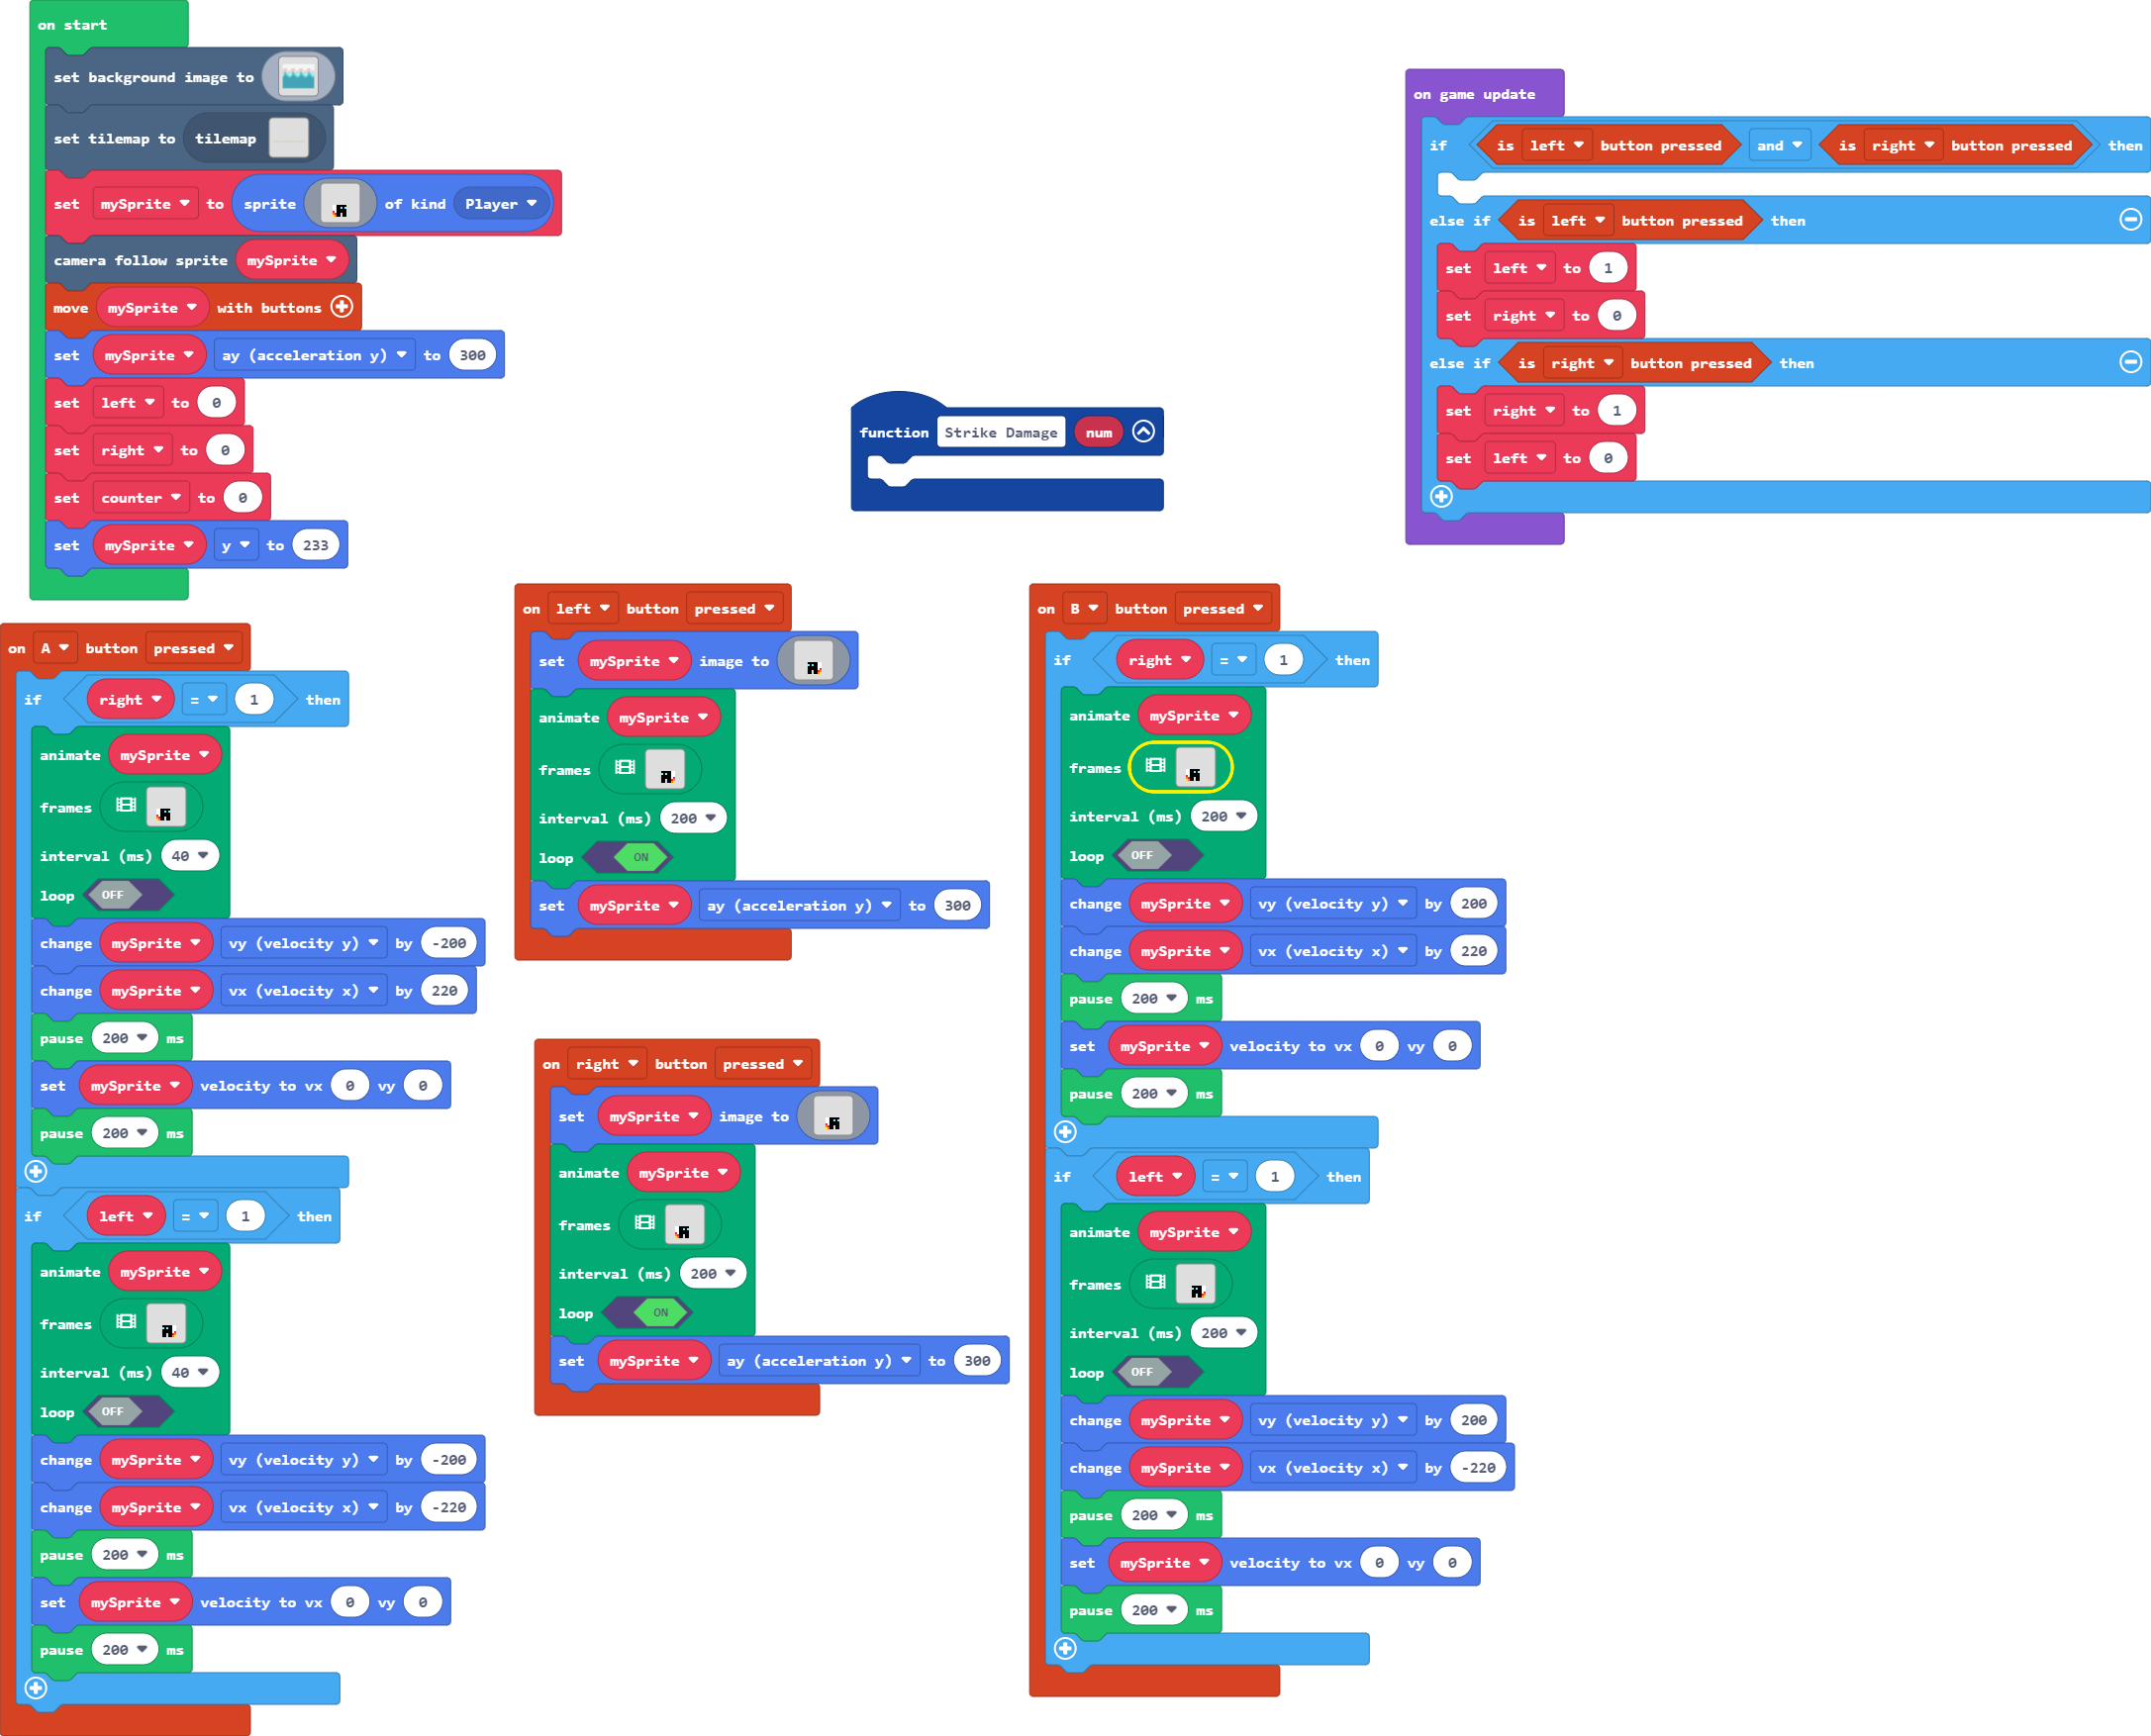 on start
set background image to
set tilemap to tilemap
set mySprite to sprite of kind Player
camera follow sprite mySprite
move mySprite with buttons
set mySprite ay (acceleration y) to 300
set left to 0
set right to 0
set counter to 0
set mySprite y to 233
on game update
if is left button pressed and is right button pressed then
else if is left button pressed then
set left to 1
set right to 0
else if is right button pressed then
set right to 1
set left to 0
function Strike Damage num
on A button pressed
if right = 1 then
animate mySprite
frames
interval (ms) 40
loop OFF
change mySprite vy (velocity y) by -200
change mySprite vx (velocity x) by 220
pause 200 ms
set mySprite velocity to vx 0 vy 0
pause 200 ms
if left = 1 then
animate mySprite
frames
interval (ms) 40
loop OFF
change mySprite vy (velocity y) by -200
change mySprite vx (velocity x) by -220
pause 200 ms
set mySprite velocity to vx 0 vy 0
pause 200 ms
on left button pressed
set mySprite image to
animate mySprite
frames
interval (ms) 200
loop ON
set mySprite ay (acceleration y) to 300
on right button pressed
set mySprite image to
animate mySprite
frames
interval (ms) 200
loop ON
set mySprite ay (acceleration y) to 300
on B button pressed
if right = 1 then
animate mySprite
frames
interval (ms) 200
loop OFF
change mySprite vy (velocity y) by 200
change mySprite vx (velocity x) by 220
pause 200 ms
set mySprite velocity to vx 0 vy 0
pause 200 ms
if left = 1 then
animate mySprite
frames
interval (ms) 200
loop OFF
change mySprite vy (velocity y) by 200
change mySprite vx (velocity x) by -220
pause 200 ms
set mySprite velocity to vx 0 vy 0
pause 200 ms